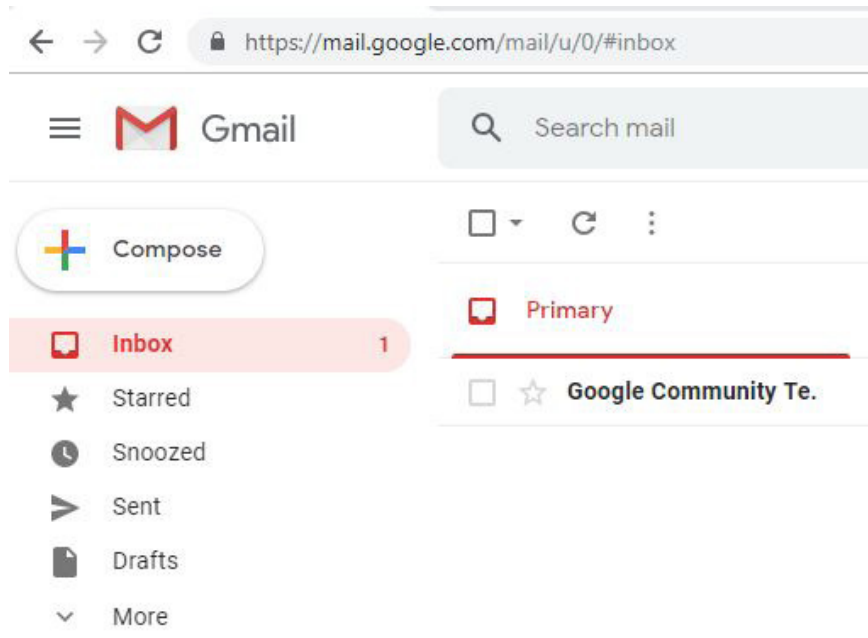 https://mail.google.com/mail/u/0/#inbox
Gmail
Search mail
Compose
Primary
Inbox 1
Google Community Te.
Starred
Snoozed
Sent
Drafts
More